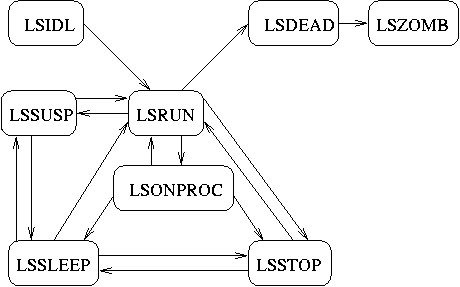 LSIDL
LSDEAD
LSZOMB
LSSUSP
LSRUN
LSONPROC
LSSLEEP
LSSTOP